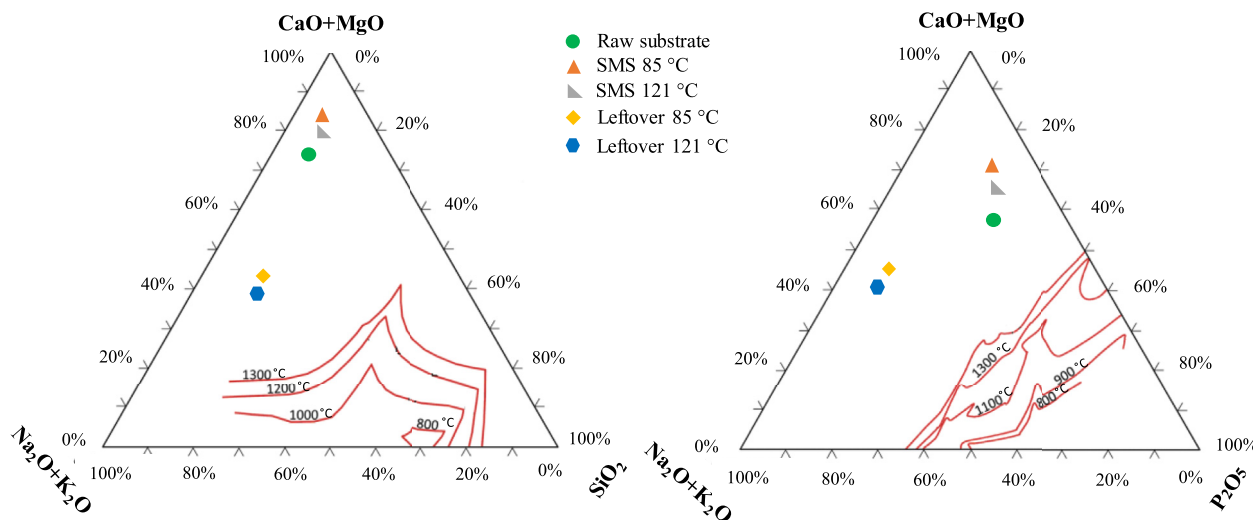 CaO+MgO
100%
0%
80%
20%
60%
40%
40%
60%
20%
80%
0%
100%
1300 °C
1200 °C
1000 °C
800 °C
Na2O+K2O
100%
80%
60%
40%
20%
0%
SiO2
Raw substrate
SMS 85 °C
SMS 121 °C
Leftover 85 °C
Leftover 121 °C
CaO+MgO
100%
0%
80%
20%
60%
40%
40%
60%
20%
80%
0%
100%
1300 °C
1100 °C
900 °C
800 °C
Na2O+K2O
100%
80%
60%
40%
20%
0%
P2O5